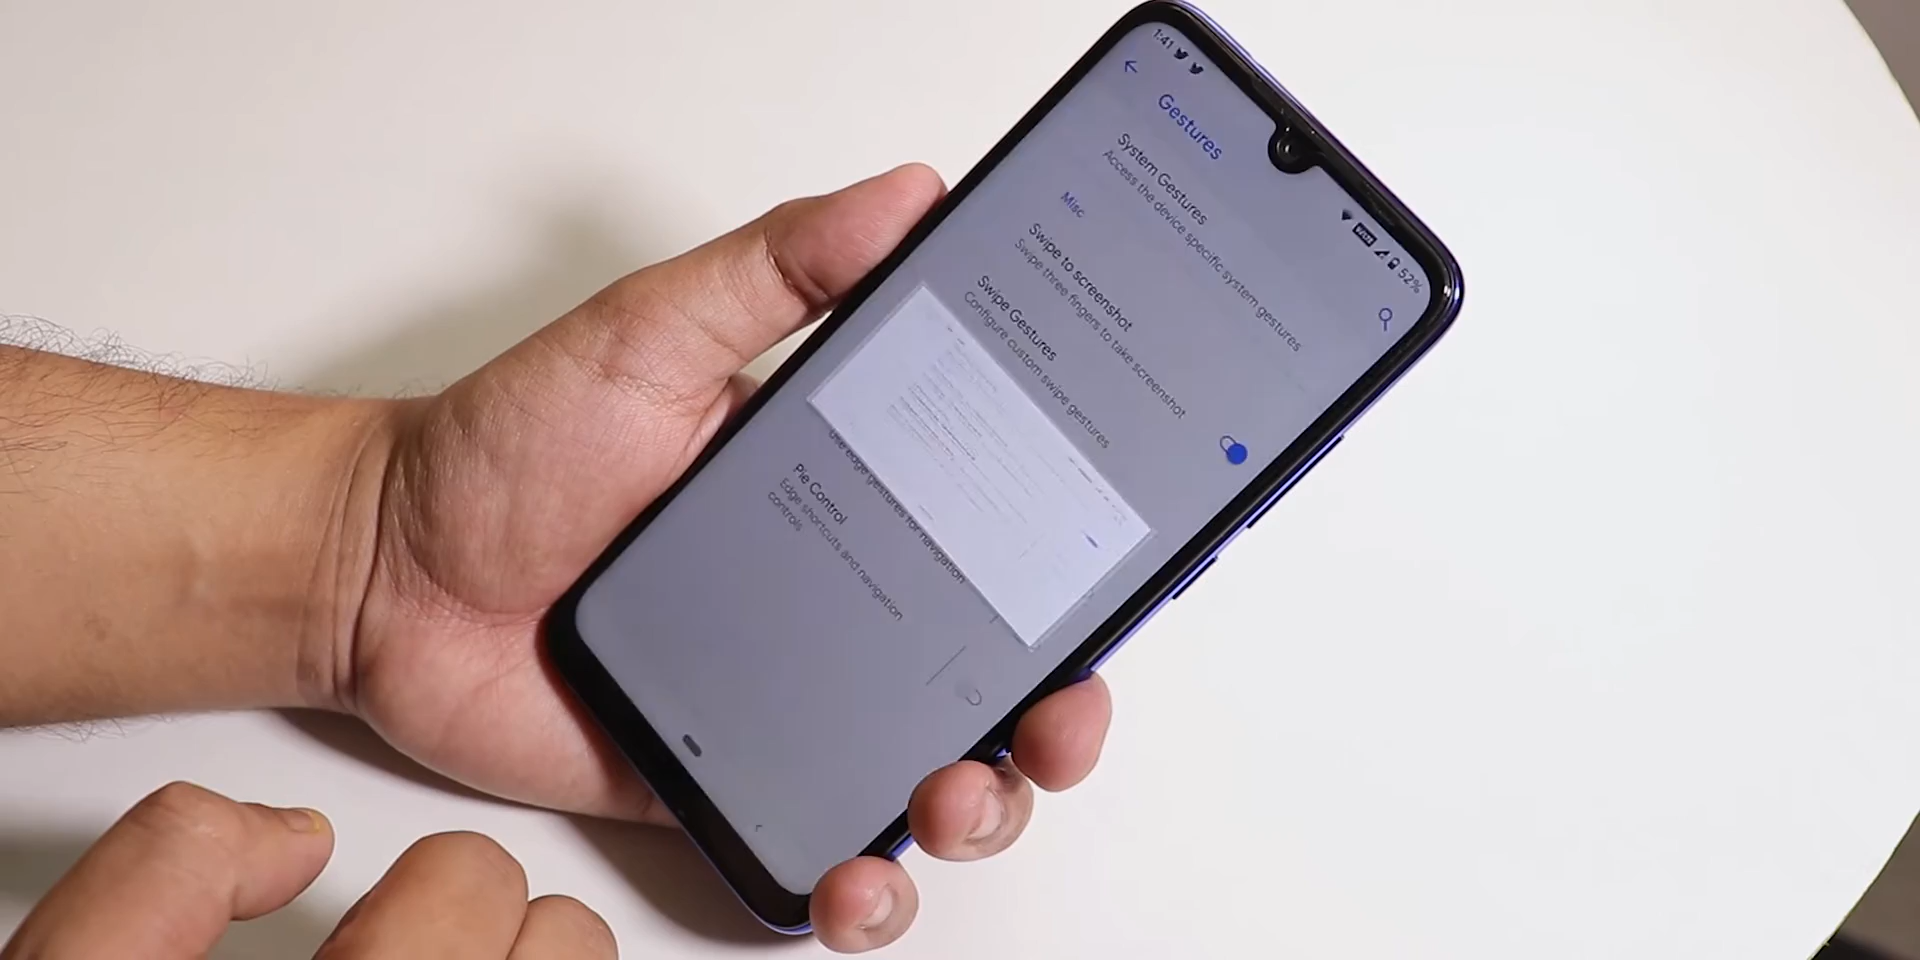 1:41
52%
Gestures
System Gestures
Access the device specific system gestures
Misc
Swipe to screenshot
Swipe three fingers to take screenshot
Swipe Gestures
Configure custom swipe gestures
Use edge gestures for navigation
Pie Control
Edge shortcuts and navigation
controls